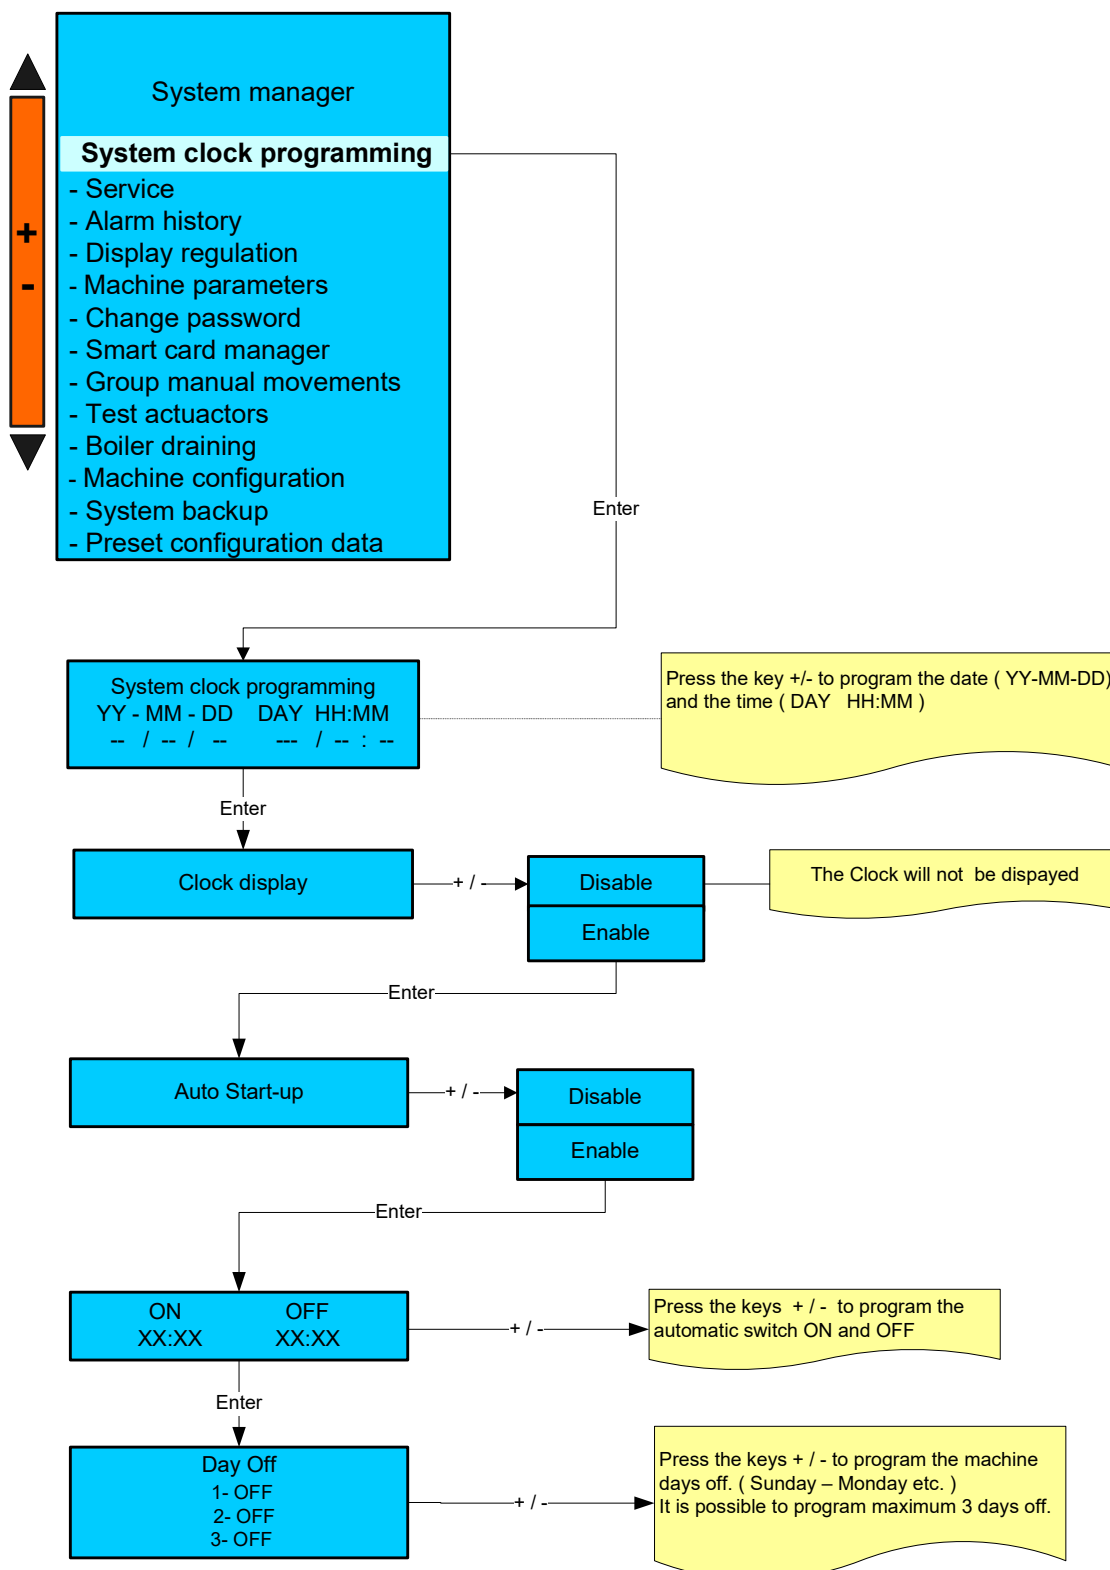 System manager
System clock programming
- Service
- Alarm history
- Display regulation
- Machine parameters
- Change password
- Smart card manager
- Group manual movements
- Test actuactors
- Boiler draining
- Machine configuration
- System backup
- Preset configuration data
+
-
Enter
System clock programming
YY - MM - DD DAY HH:MM
-- / -- / -- --- / -- : --
Press the key +/- to program the date ( YY-MM-DD)
and the time ( DAY HH:MM )
Enter
Clock display
+ / -
Disable
Enable
The Clock will not be dispayed
Enter
Auto Start-up
+ / -
Disable
Enable
Enter
ON OFF
XX:XX XX:XX
+ / -
Press the keys + / - to program the
automatic switch ON and OFF
Enter
Day Off
1- OFF
2- OFF
3- OFF
+ / -
Press the keys + / - to program the machine
days off. ( Sunday – Monday etc. )
It is possible to program maximum 3 days off.